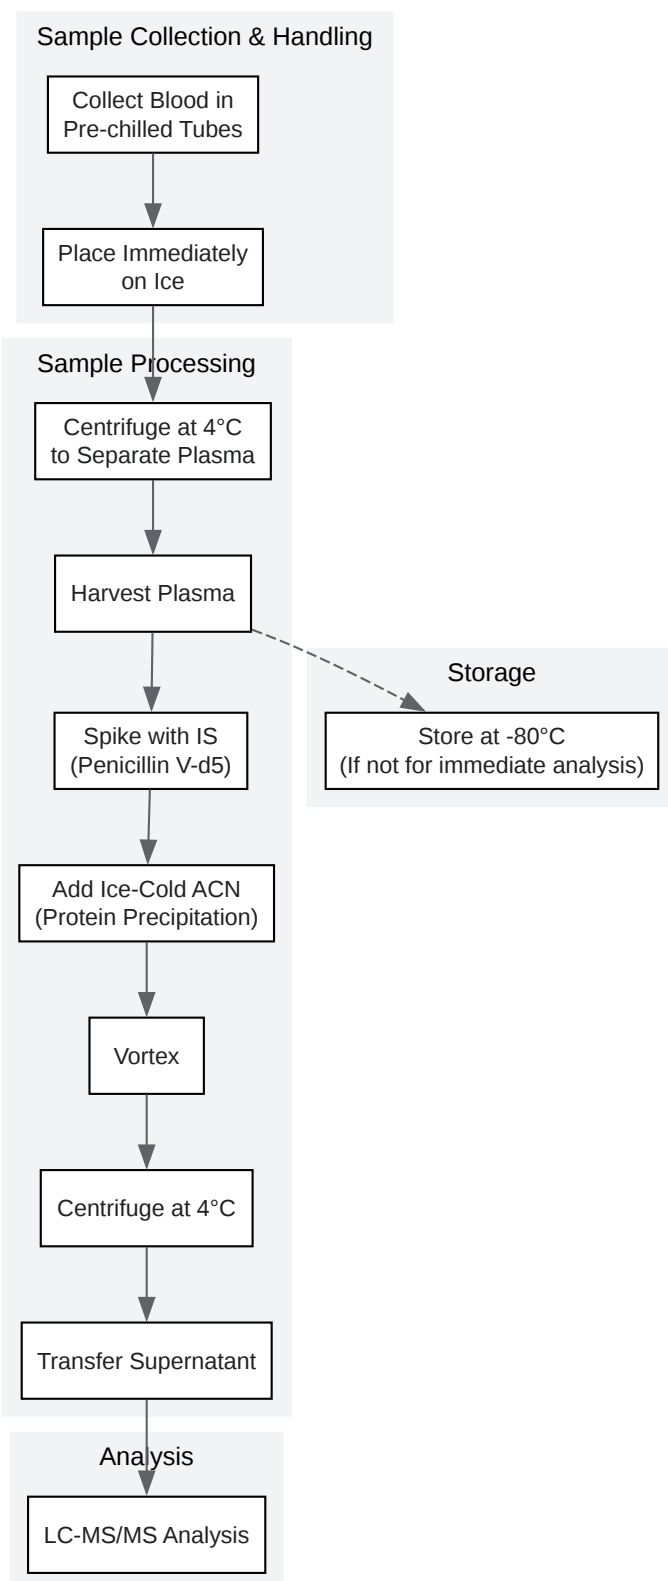 Sample Collection & Handling
Collect Blood in
Pre-chilled Tubes
Place Immediately
on Ice
Sample Processing
Centrifuge at 4°C
to Separate Plasma
Harvest Plasma
Storage
Store at -80°C
(If not for immediate analysis)
Spike with IS
(Penicillin V-d5)
Add Ice-Cold ACN
(Protein Precipitation)
Vortex
Centrifuge at 4°C
Transfer Supernatant
Analysis
LC-MS/MS Analysis